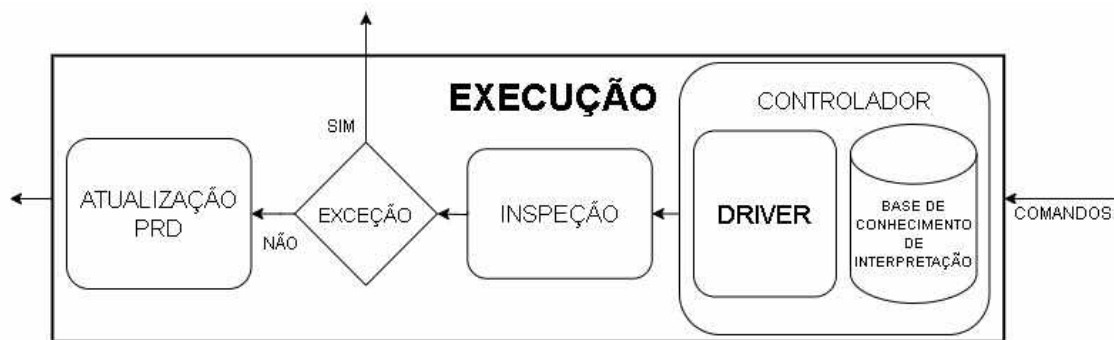 EXECUÇÃO
CONTROLADOR
SIM
ATUALIZAÇÃO
PRD
NÃO
EXCEÇÃO
INSPEÇÃO
DRIVER
BASE DE
CONHECIMENTO
DE
INTERPRETAÇÃO
COMANDOS